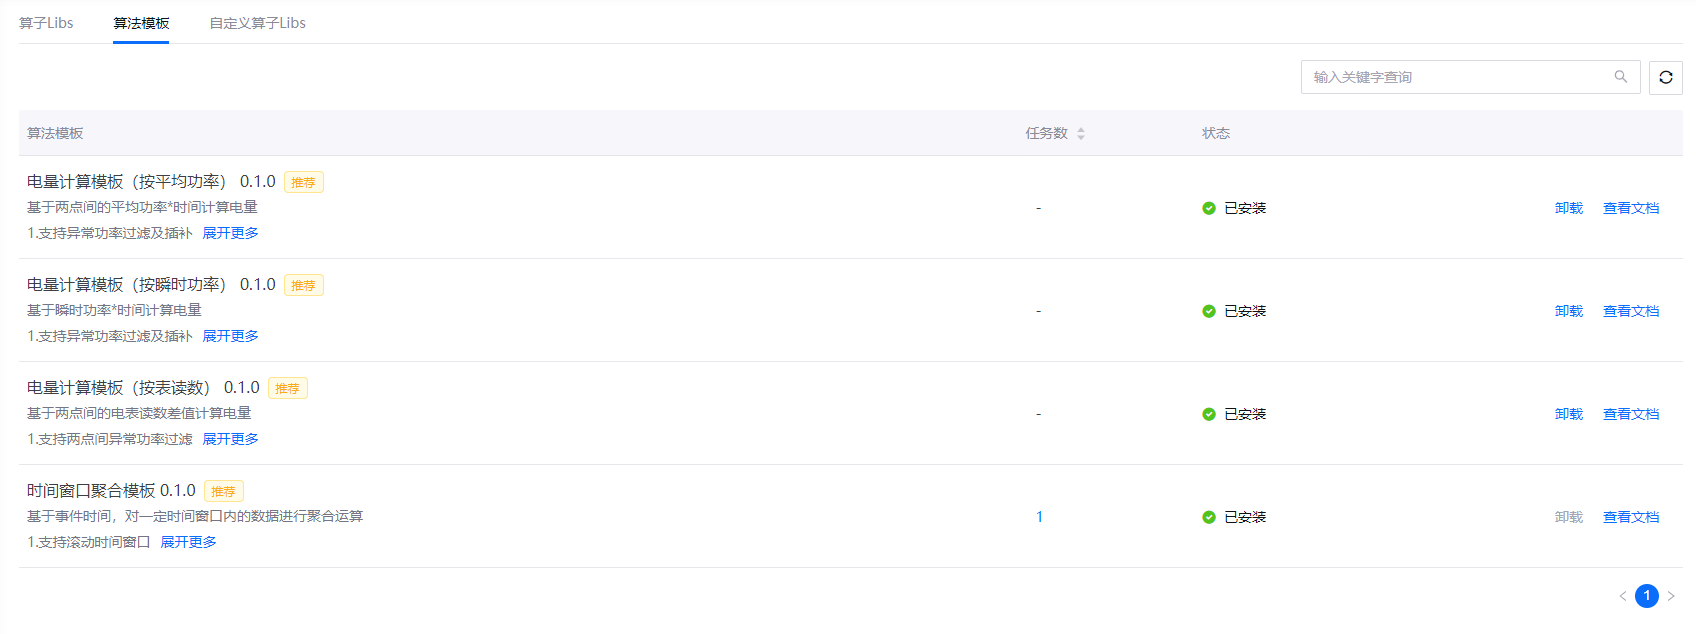 算子Libs 算法模板 自定义算子Libs
输入关键字查询
算法模板 任务数 状态
电量计算模板（按平均功率） 0.1.0 推荐
基于两点间的平均功率*时间计算电量
- 已安装 卸载 查看文档
1.支持异常功率过滤及插补 展开更多
电量计算模板（按瞬时功率） 0.1.0 推荐
基于瞬时功率*时间计算电量
- 已安装 卸载 查看文档
1.支持异常功率过滤及插补 展开更多
电量计算模板（按表读数） 0.1.0 推荐
基于两点间的电表读数差值计算电量
- 已安装 卸载 查看文档
1.支持两点间异常功率过滤 展开更多
时间窗口聚合模板 0.1.0 推荐
基于事件时间，对一定时间窗口内的数据进行聚合运算
1 已安装 卸载 查看文档
1.支持滚动时间窗口 展开更多
< 1 >